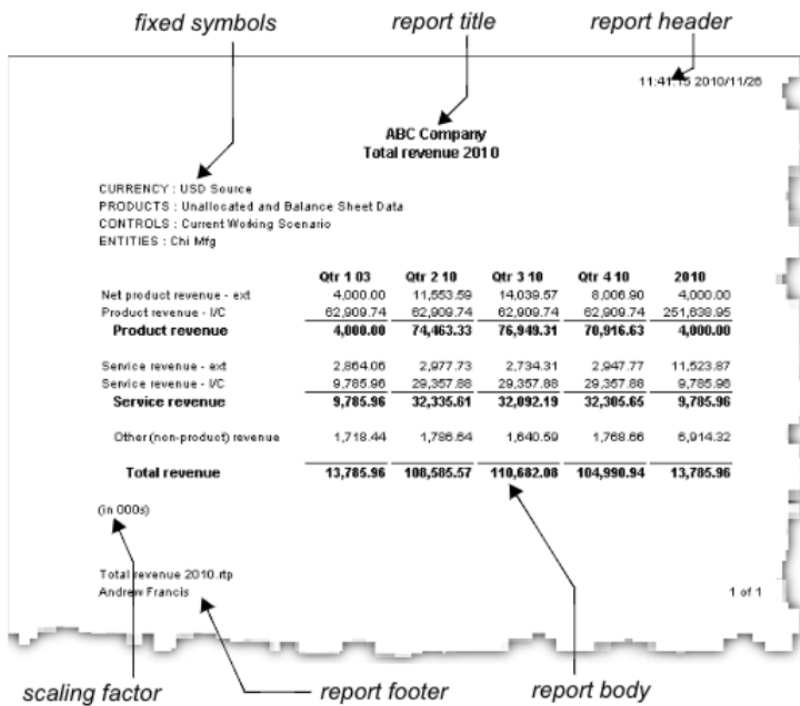 fixed symbols report title report header
11:41:15 2010/11/26
ABC Company
Total revenue 2010
CURRENCY : USD Source
PRODUCTS : Unallocated and Balance Sheet Data
CONTROLS : Current Working Scenario
ENTITIES : Chi Mfg
Qtr 1 03 Qtr 2 10 Qtr 3 10 Qtr 4 10 2010
Net product revenue - ext 4,000.00 11,553.59 14,039.57 8,006.90 4,000.00
Product revenue - I/C 62,909.74 62,909.74 62,909.74 62,909.74 251,638.95
Product revenue 4,000.00 74,463.33 76,949.31 70,916.63 4,000.00
Service revenue - ext 2,864.06 2,977.73 2,734.31 2,947.77 11,523.87
Service revenue - I/C 9,785.96 29,357.88 29,357.88 29,357.88 9,785.96
Service revenue 9,785.96 32,335.61 32,092.19 32,305.65 9,785.96
Other (non-product) revenue 1,718.44 1,786.64 1,640.59 1,768.66 6,914.32
Total revenue 13,785.96 108,585.57 110,682.08 104,990.94 13,785.96
(in 000s)
Total revenue 2010.rtp
Andrew Francis 1 of 1
scaling factor report footer report body